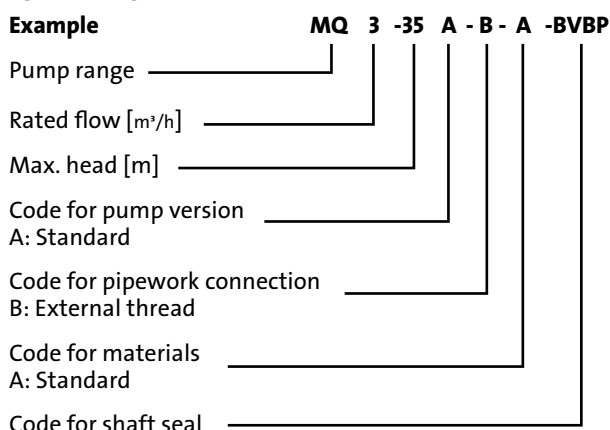 Example MQ 3 -35 A - B - A -BVBP
Pump range
Rated flow [m³/h]
Max. head [m]
Code for pump version
A: Standard
Code for pipework connection
B: External thread
Code for materials
A: Standard
Code for shaft seal